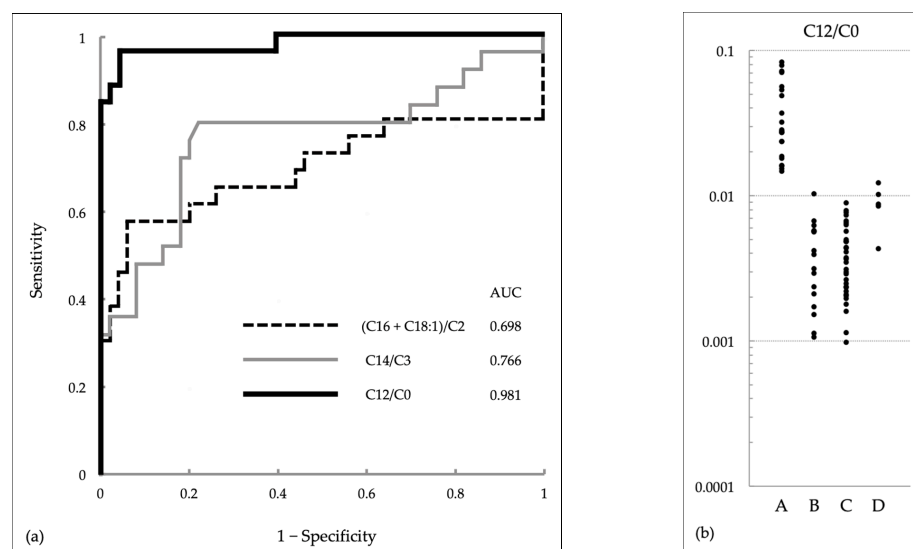 1
0.8
0.6
0.4
0.2
0
Sensitivity
AUC
(C16 + C18:1)/C2 0.698
C14/C3 0.766
C12/C0 0.981
0 0.2 0.4 0.6 0.8 1
(a) 1 − Specificity
C12/C0
0.1
0.01
0.001
0.0001
A B C D
(b)